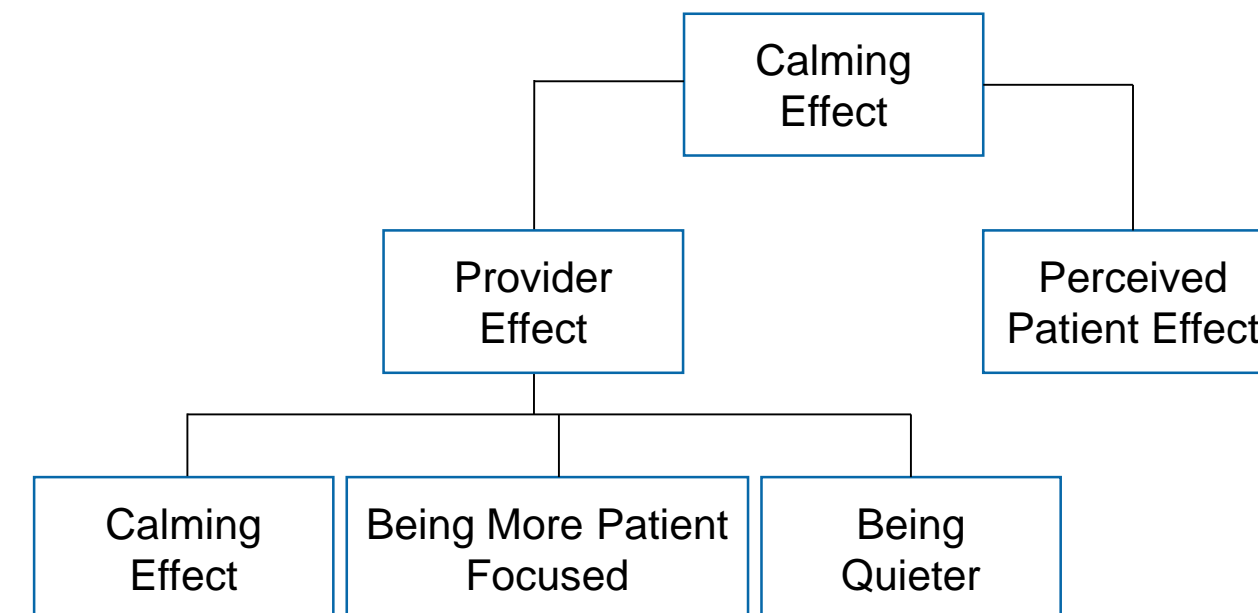 Calming
Effect
Provider
Effect
Perceived
Patient Effect
Calming
Effect
Being More Patient
Focused
Being
Quieter